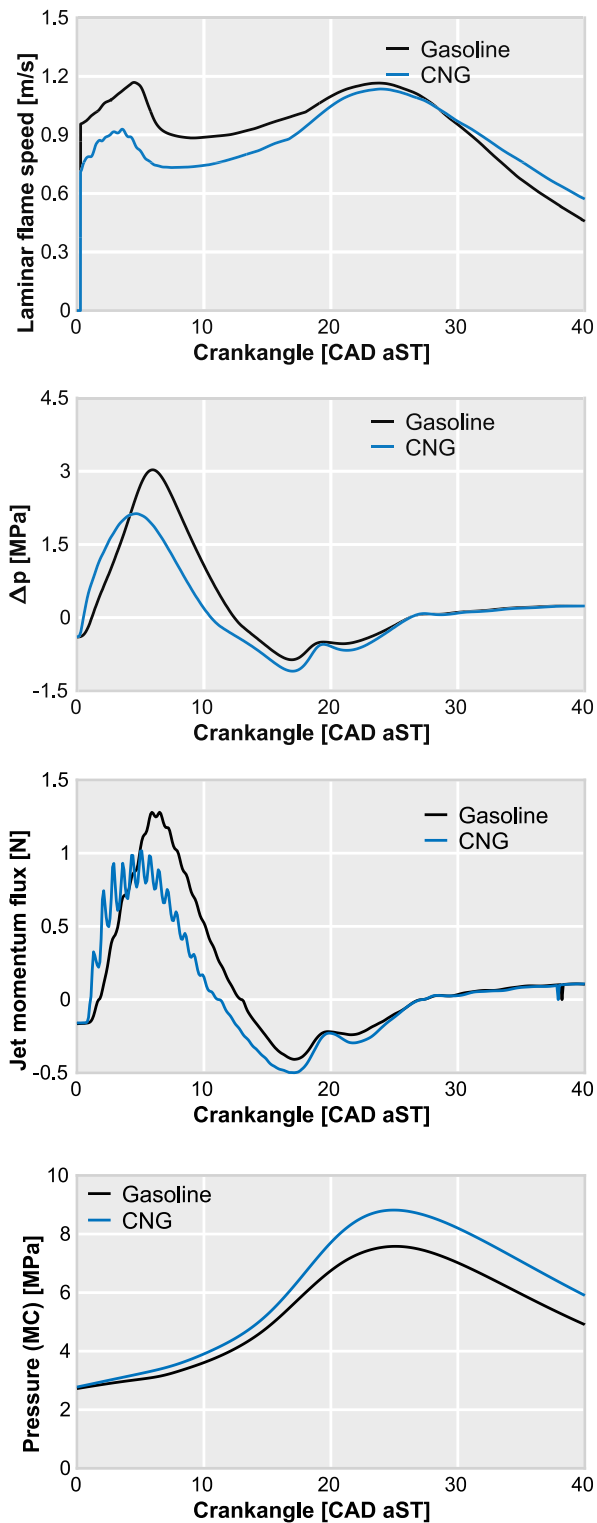 1.5
Gasoline
CNG
1.2
0.9
0.6
0.3
0
Laminar flame speed [m/s]
0 10 20 30 40
Crankangle [CAD aST]
4.5
Gasoline
CNG
3
1.5
0
-1.5
Δp [MPa]
0 10 20 30 40
Crankangle [CAD aST]
1.5
Gasoline
CNG
1
0.5
0
-0.5
Jet momentum flux [N]
0 10 20 30 40
Crankangle [CAD aST]
10
Gasoline
CNG
8
6
4
2
0
Pressure (MC) [MPa]
0 10 20 30 40
Crankangle [CAD aST]